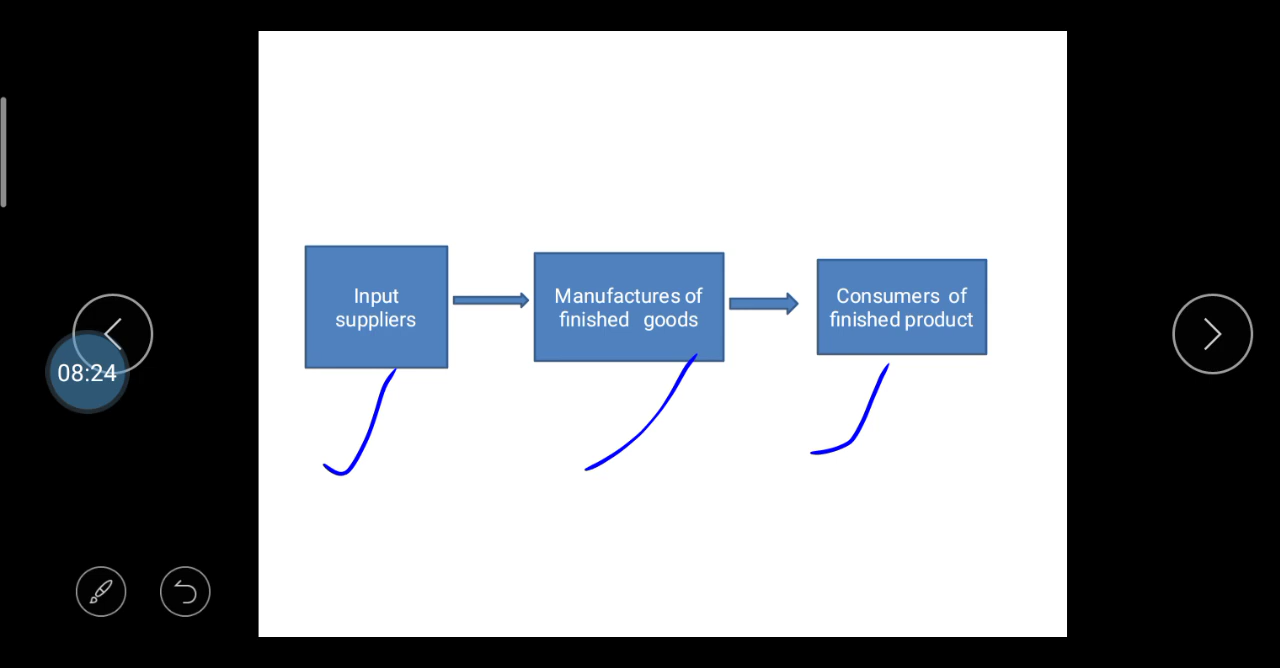 Input
suppliers
Manufactures of
finished goods
Consumers of
finished product
08:24